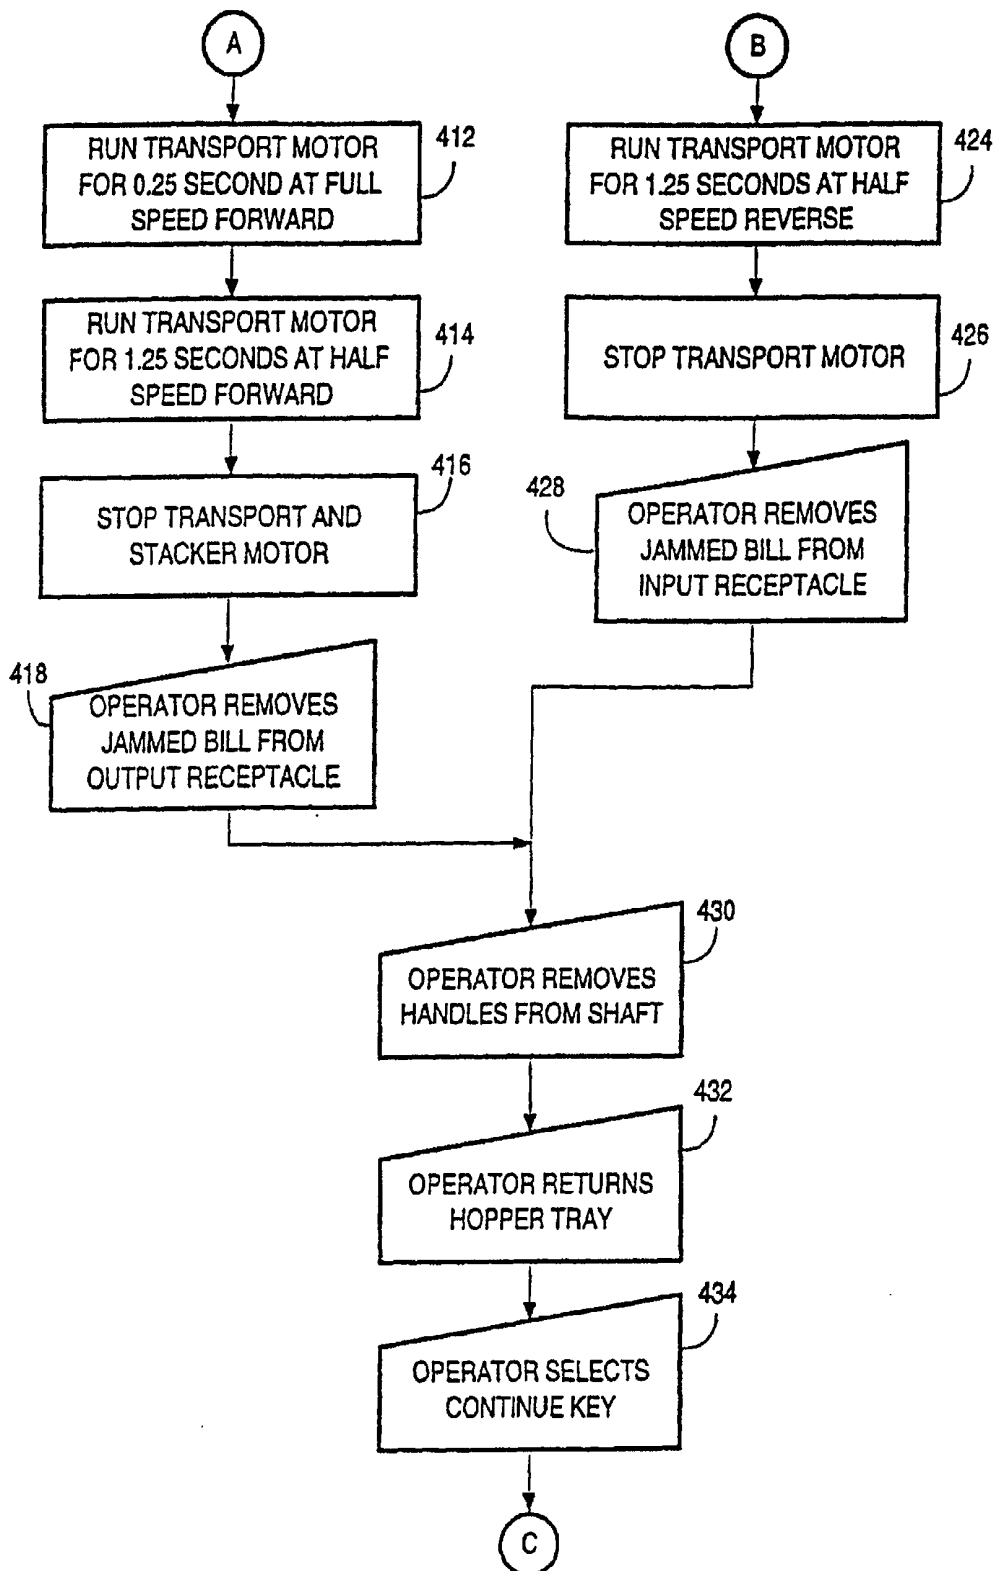 A
RUN TRANSPORT MOTOR
FOR 0.25 SECOND AT FULL
SPEED FORWARD
412
RUN TRANSPORT MOTOR
FOR 1.25 SECONDS AT HALF
SPEED FORWARD
414
STOP TRANSPORT AND
STACKER MOTOR
416
418
OPERATOR REMOVES
JAMMED BILL FROM
OUTPUT RECEPTACLE
B
RUN TRANSPORT MOTOR
FOR 1.25 SECONDS AT HALF
SPEED REVERSE
424
STOP TRANSPORT MOTOR
426
428
OPERATOR REMOVES
JAMMED BILL FROM
INPUT RECEPTACLE
430
OPERATOR REMOVES
HANDLES FROM SHAFT
432
OPERATOR RETURNS
HOPPER TRAY
434
OPERATOR SELECTS
CONTINUE KEY
C